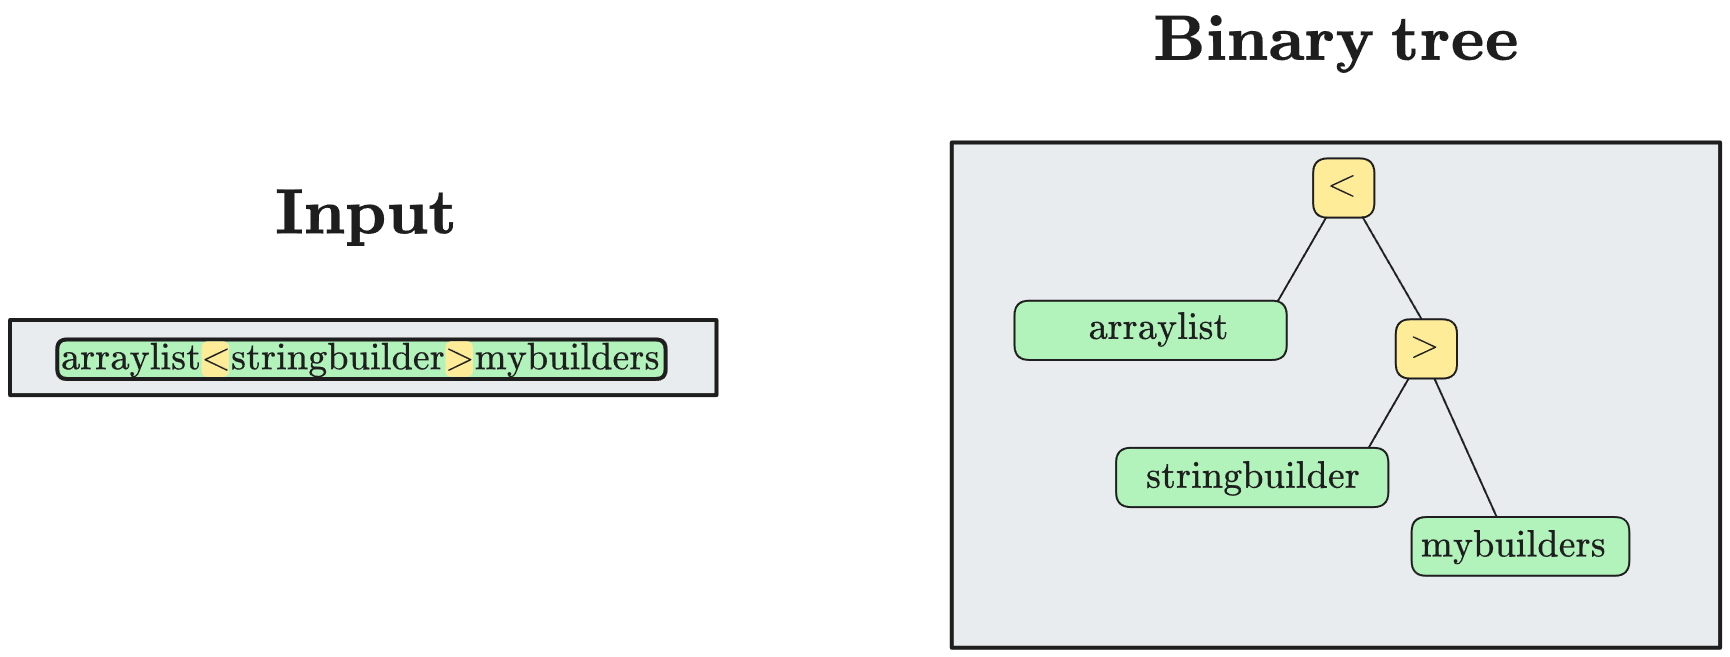 Binary tree
Input
<
arraylist
>
arraylist<stringbuilder>mybuilders
stringbuilder
mybuilders